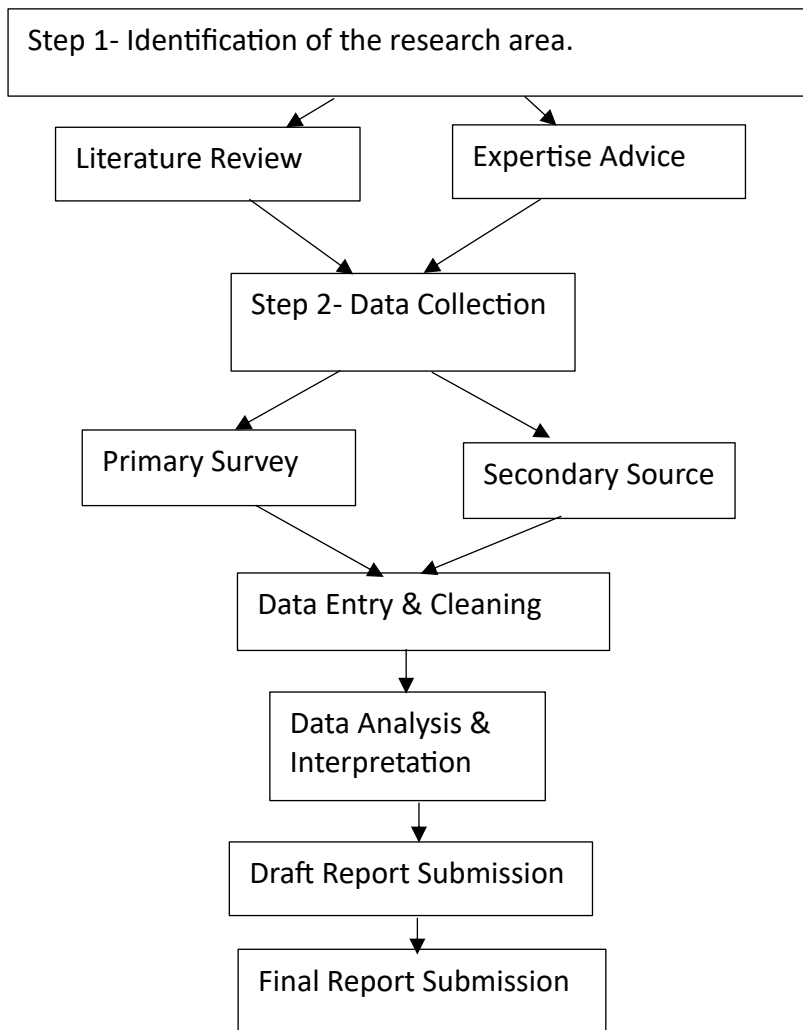 Step 1- Identification of the research area.
Literature Review
Expertise Advice
Step 2- Data Collection
Primary Survey
Secondary Source
Data Entry & Cleaning
Data Analysis &
Interpretation
Draft Report Submission
Final Report Submission